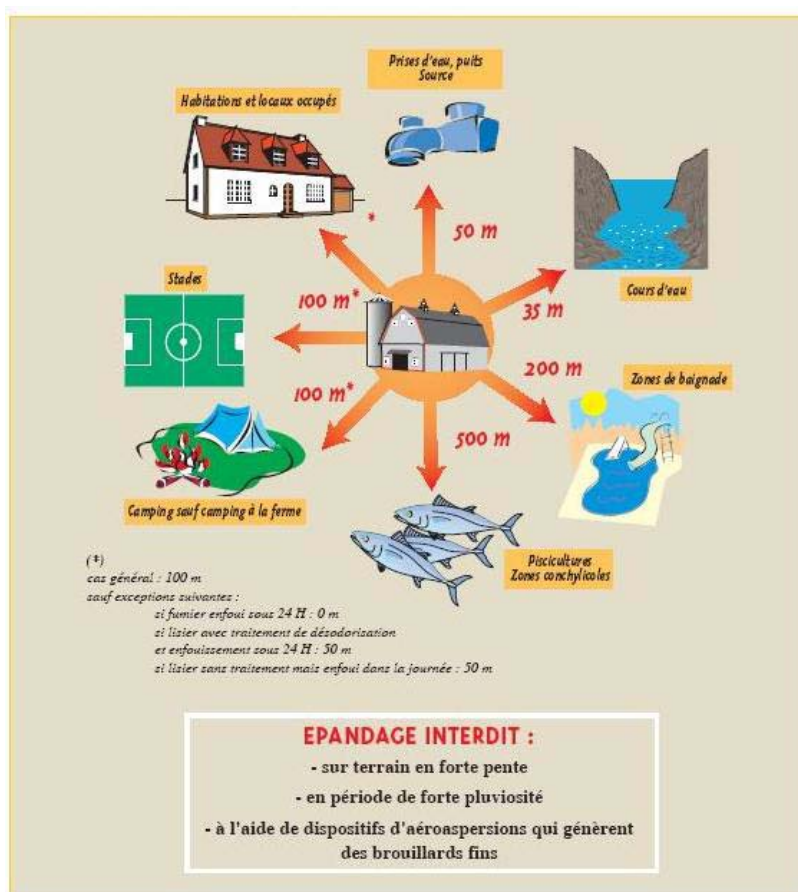 Prises d'eau, puits
Source
Habitations et locaux occupés
*
50 m
Stades
100 m*
35 m
Cours d'eau
200 m
Zones de baignade
100 m*
500 m
Camping sauf camping à la ferme
Piscicultures
Zones conchylicoles
(*)
cas général : 100 m
sauf exceptions suivantes :
si fumier enfoui sous 24 H : 0 m
si lisier avec traitement de désodorisation
et enfouissement sous 24 H : 50 m
si lisier sans traitement mais enfoui dans la journée : 50 m
EPANDAGE INTERDIT :
- sur terrain en forte pente
- en période de forte pluviosité
- à l'aide de dispositifs d'aéroaspersions qui génèrent
des brouillards fins